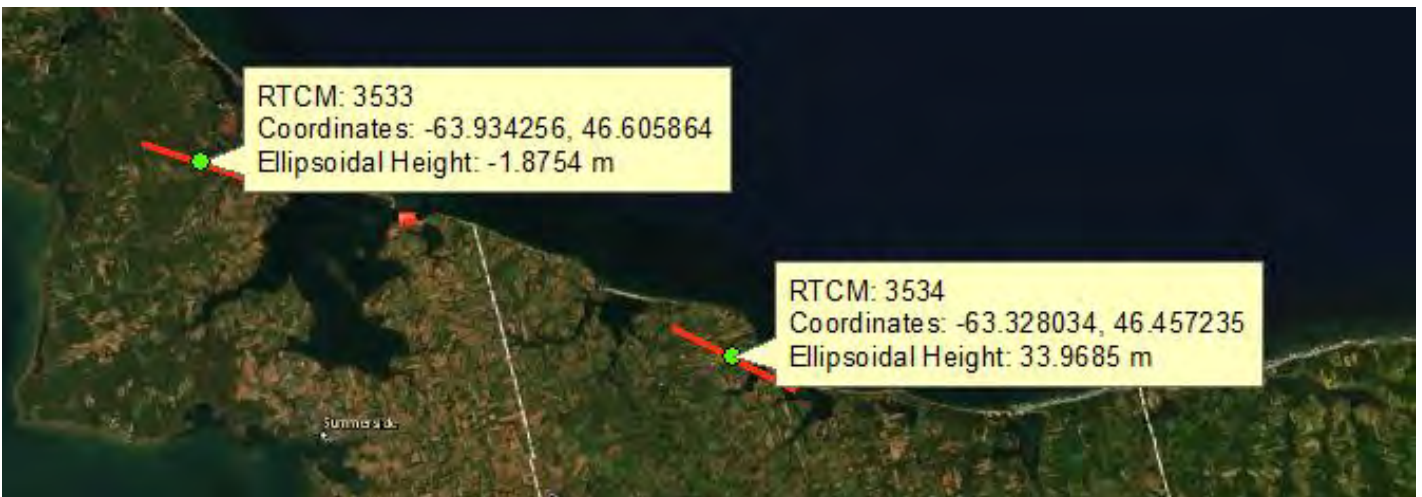 RTCM: 3533
Coordinates: -63.934256, 46.605864
Ellipsoidal Height: -1.8754 m
RTCM: 3534
Coordinates: -63.328034, 46.457235
Ellipsoidal Height: 33.9685 m
Summerside